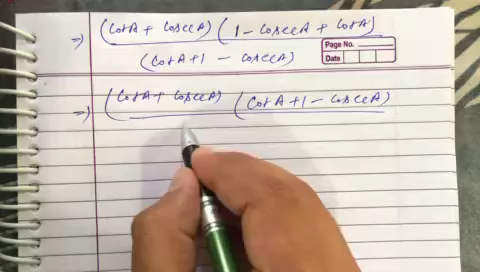 ⇒ (cotA + cosecA) (1 - cosecA + cotA)
(cotA+1 - cosecA)
Page No.
Date
⇒ (cotA+ cosecA) (cotA+1 - cosecA)